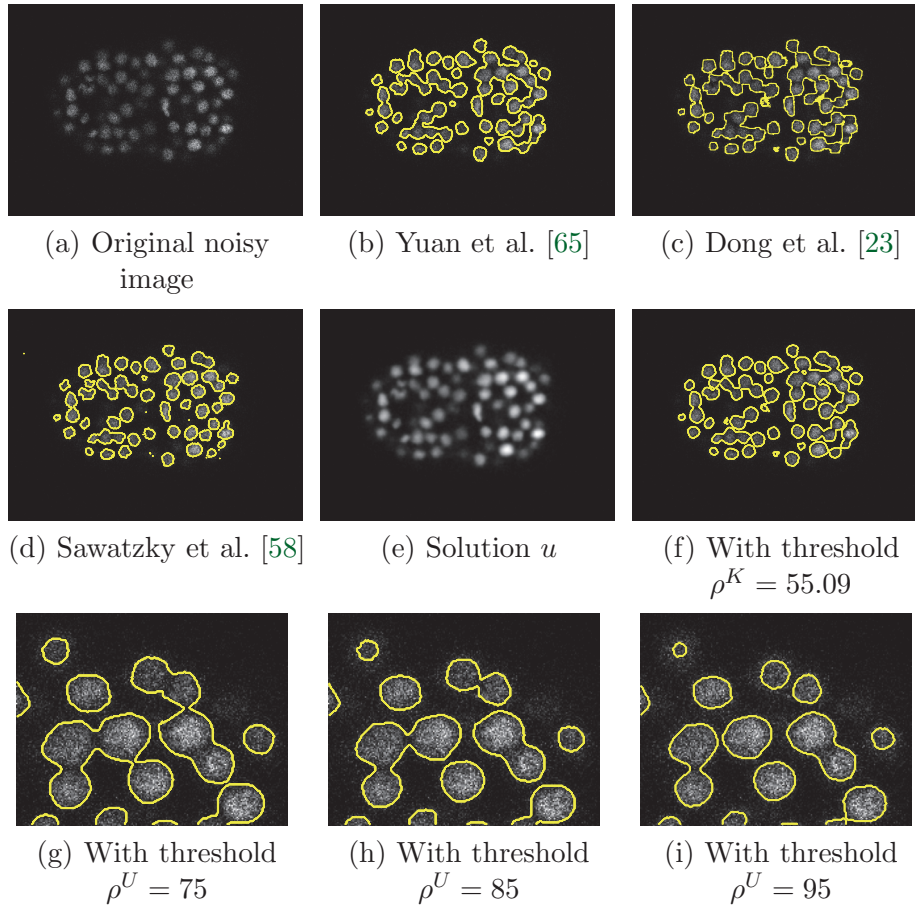 (a) Original noisy
image
(b) Yuan et al. [65]
(c) Dong et al. [23]
(d) Sawatzky et al. [58]
(e) Solution u
(f) With threshold
ρ^K = 55.09
(g) With threshold
ρ^U = 75
(h) With threshold
ρ^U = 85
(i) With threshold
ρ^U = 95